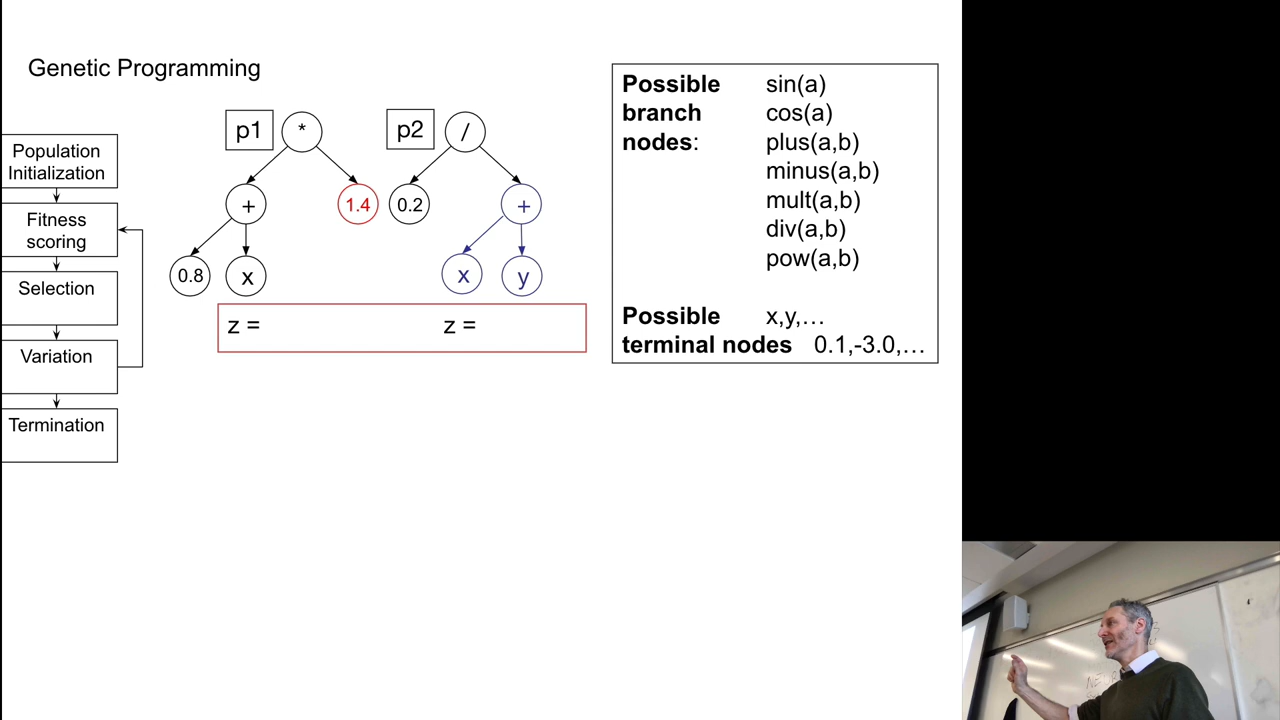 Genetic Programming
Population
Initialization
Fitness
scoring
Selection
Variation
Termination
p1
*
+
1.4
0.8
x
p2
/
0.2
+
x
y
z =
z =
Possible sin(a)
branch cos(a)
nodes: plus(a,b)
minus(a,b)
mult(a,b)
div(a,b)
pow(a,b)
Possible x,y,…
terminal nodes 0.1,-3.0,…